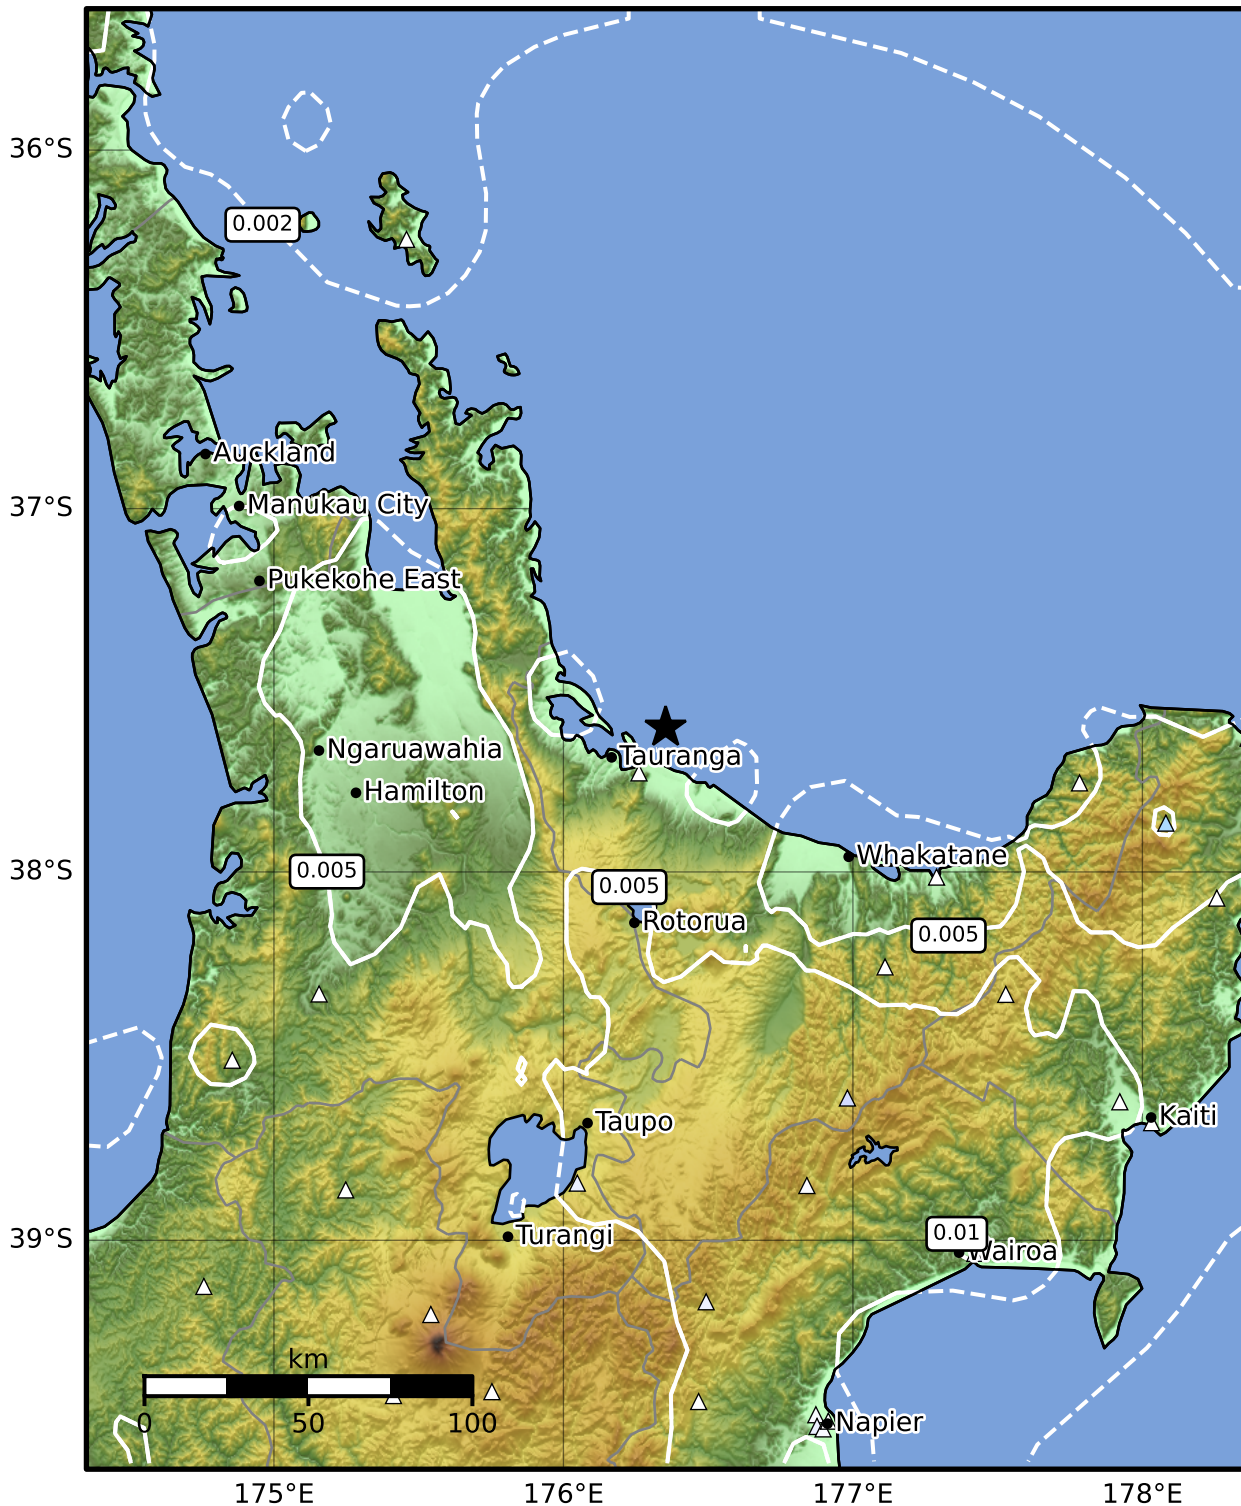 36°S
0.002
Auckland
37°S
Manukau City
Pukekohe East
Ngaruawahia
Tauranga
Hamilton
38°S
0.005
0.005
Whakatane
Rotorua
0.005
Taupo
Kaiti
39°S
Turangi
0.01
Wairoa
km
0 50 100
Napier
175°E 176°E 177°E 178°E